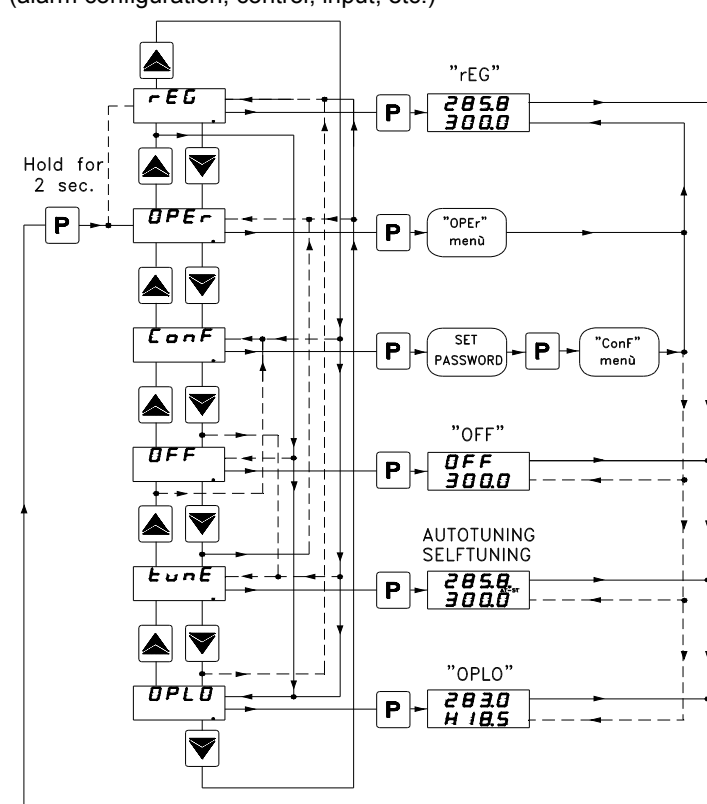 (alarm configuration, control, input, etc.)
"rEG"
rEG
P
285.8
300.0
Hold for
2 sec.
P
OPEr
P
"OPEr"
menù
ConF
P
SET
PASSWORD
P
"ConF"
menù
"OFF"
OFF
P
OFF
300.0
AUTOTUNING
SELFTUNING
tunE
P
285.8
AT-ST
300.0
"OPLO"
OPLO
P
283.0
H 18.5